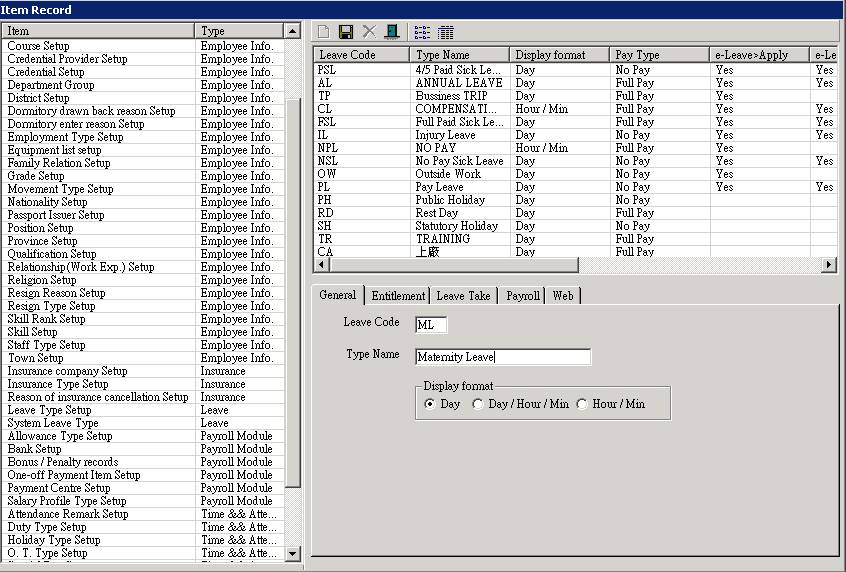 Item Record
Item Type
Course Setup Employee Info.
Credential Provider Setup Employee Info.
Credential Setup Employee Info.
Department Group Employee Info.
District Setup Employee Info.
Dormitory drawn back reason Setup Employee Info.
Dormitory enter reason Setup Employee Info.
Employment Type Setup Employee Info.
Equipment list setup Employee Info.
Family Relation Setup Employee Info.
Grade Setup Employee Info.
Movement Type Setup Employee Info.
Nationality Setup Employee Info.
Passport Issuer Setup Employee Info.
Position Setup Employee Info.
Province Setup Employee Info.
Qualification Setup Employee Info.
Relationship(Work Exp.) Setup Employee Info.
Religion Setup Employee Info.
Resign Reason Setup Employee Info.
Resign Type Setup Employee Info.
Skill Rank Setup Employee Info.
Skill Setup Employee Info.
Staff Type Setup Employee Info.
Town Setup Employee Info.
Insurance company Setup Insurance
Insurance Type Setup Insurance
Reason of insurance cancellation Setup Insurance
Leave Type Setup Leave
System Leave Type Leave
Allowance Type Setup Payroll Module
Bank Setup Payroll Module
Bonus / Penalty records Payroll Module
One-off Payment Item Setup Payroll Module
Payment Centre Setup Payroll Module
Salary Profile Type Setup Payroll Module
Attendance Remark Setup Time && Atte...
Duty Type Setup Time && Atte...
Holiday Type Setup Time && Atte...
O. T. Type Setup Time && Atte...
Leave Code Type Name Display format Pay Type e-Leave>Apply e-Le
PSL 4/5 Paid Sick Le... Day No Pay Yes Yes
AL ANNUAL LEAVE Day Full Pay Yes Yes
TP Bussiness TRIP Day Full Pay Yes
CL COMPENSATI... Hour / Min Full Pay Yes Yes
FSL Full Paid Sick Le... Day Full Pay Yes Yes
IL Injury Leave Day No Pay Yes Yes
NPL NO PAY Hour / Min Full Pay Yes
NSL No Pay Sick Leave Day No Pay Yes Yes
OW Outside Work Day Full Pay Yes
PL Pay Leave Day No Pay Yes Yes
PH Public Holiday Day No Pay
RD Rest Day Day Full Pay
SH Statutory Holiday Day No Pay
TR TRAINING Day Full Pay
CA 上廠 Day Full Pay
General Entitlement Leave Take Payroll Web
Leave Code ML
Type Name Maternity Leave
Display format
Day Day / Hour / Min Hour / Min